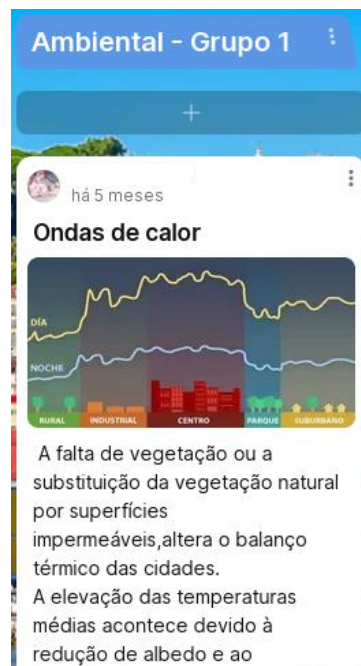 Ambiental - Grupo 1
há 5 meses
Ondas de calor
DÍA
NOCHE
RURAL INDUSTRIAL CENTRO PARQUE SUBURBANO
A falta de vegetação ou a
substituição da vegetação natural
por superfícies
impermeáveis,altera o balanço
térmico das cidades.
A elevação das temperaturas
médias acontece devido à
redução de albedo e ao